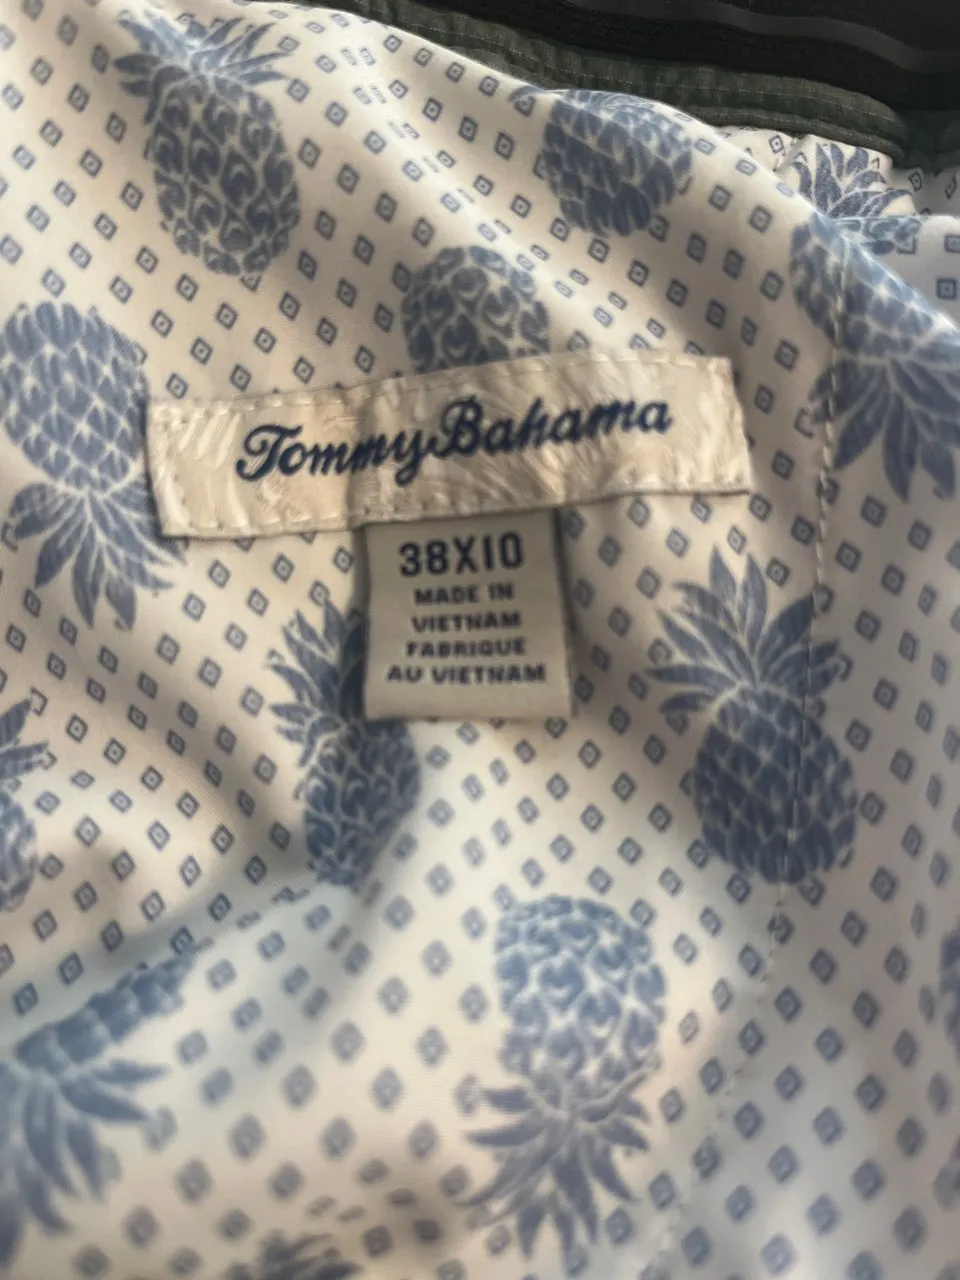 Tommy Bahama
38X10
MADE IN
VIETNAM
FABRIQUE
AU VIETNAM